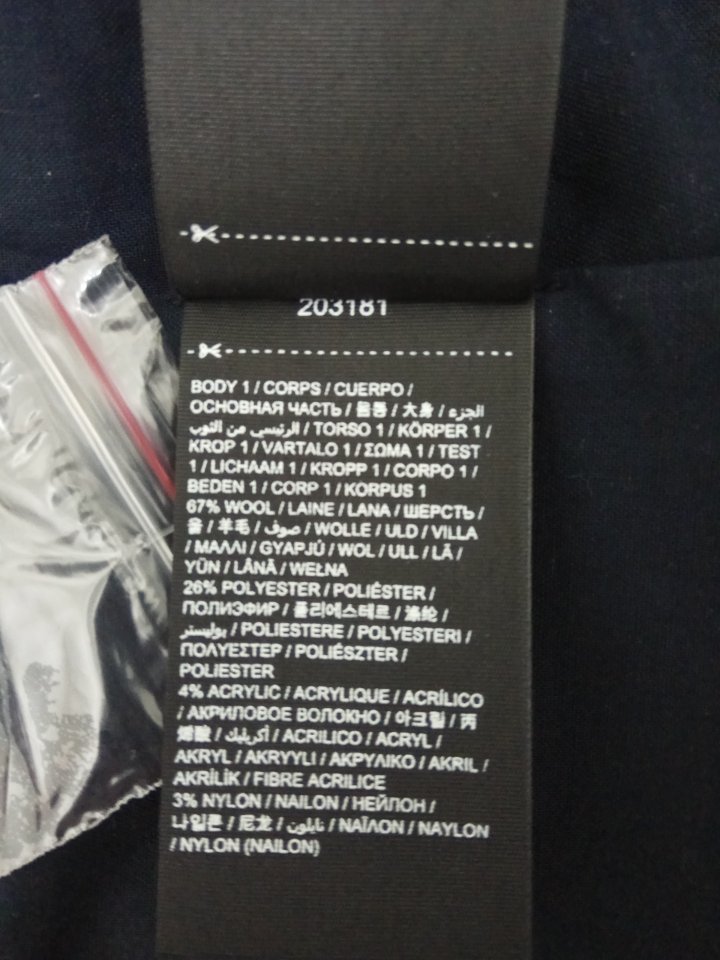 203181
BODY 1 / CORPS / CUERPO /
ОСНОВНАЯ ЧАСТЬ / 몸통 / 大身 / الجزء
الرئيسي من الثوب / TORSO 1 / KÖRPER 1 /
KROP 1 / VARTALO 1 / ΣΩΜΑ 1 / TEST
1 / LICHAAM 1 / KROPP 1 / CORPO 1 /
BEDEN 1 / CORP 1 / KORPUS 1
67% WOOL / LAINE / LANA / ШЕРСТЬ /
울 / 羊毛 / صوف / WOLLE / ULD / VILLA
/ ΜΑΛΛΙ / GYAPJÚ / WOL / ULL / LÃ /
YÜN / LÂNĂ / WEŁNA
26% POLYESTER / POLIÉSTER /
ПОЛИЭФИР / 폴리에스테르 / 涤纶 /
بوليستر / POLIESTERE / POLYESTERI /
ΠΟΛΥΕΣΤΕΡ / POLIÉSZTER /
POLIESTER
4% ACRYLIC / ACRYLIQUE / ACRÍLICO
/ АКРИЛОВОЕ ВОЛОКНО / 아크릴 / 丙
烯酸 / أكريليك / ACRILICO / ACRYL /
AKRYL / AKRYYLI / ΑΚΡΥΛΙΚΟ / AKRIL /
AKRİLİK / FIBRE ACRILICE
3% NYLON / NAILON / НЕЙЛОН /
나일론 / 尼龙 / نايلون / ΝΑΪΛΟΝ / NAYLON
/ NYLON (NAILON)